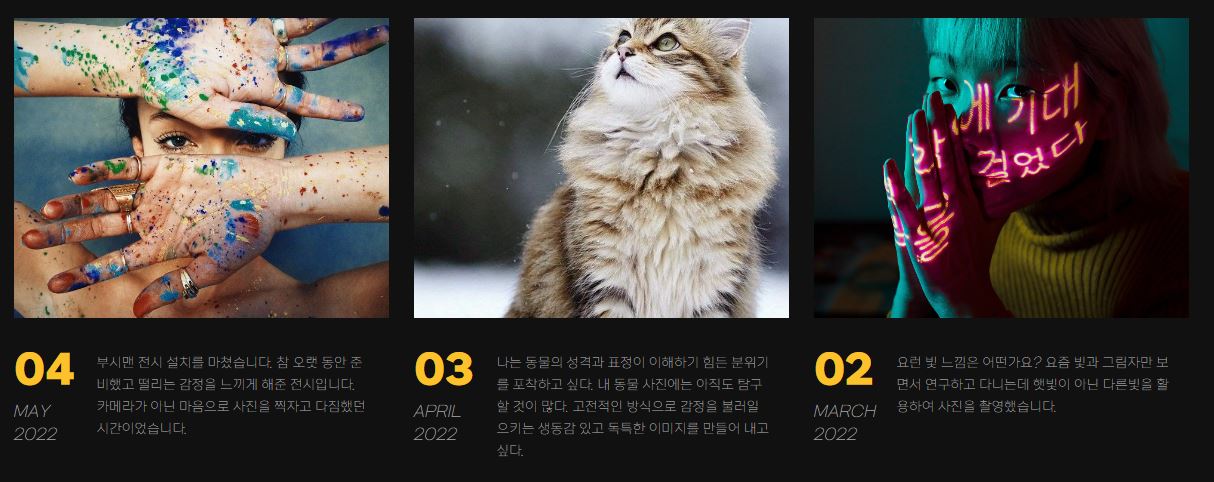 에 기대
걸었다
04
MAY
2022
부시맨 전시 설치를 마쳤습니다. 참 오랫 동안 준
비했고 떨리는 감정을 느끼게 해준 전시입니다.
카메라가 아닌 마음으로 사진을 찍자고 다짐했던
시간이었습니다.
03
APRIL
2022
나는 동물의 성격과 표정이 이해하기 힘든 분위기
를 포착하고 싶다. 내 동물 사진에는 아직도 탐구
할 것이 많다. 고전적인 방식으로 감정을 불러일
으키는 생동감 있고 독특한 이미지를 만들어 내고
싶다.
02
MARCH
2022
요런 빛 느낌은 어떤가요? 요즘 빛과 그림자만 보
면서 연구하고 다니는데 햇빛이 아닌 다른빛을 활
용하여 사진을 촬영했습니다.